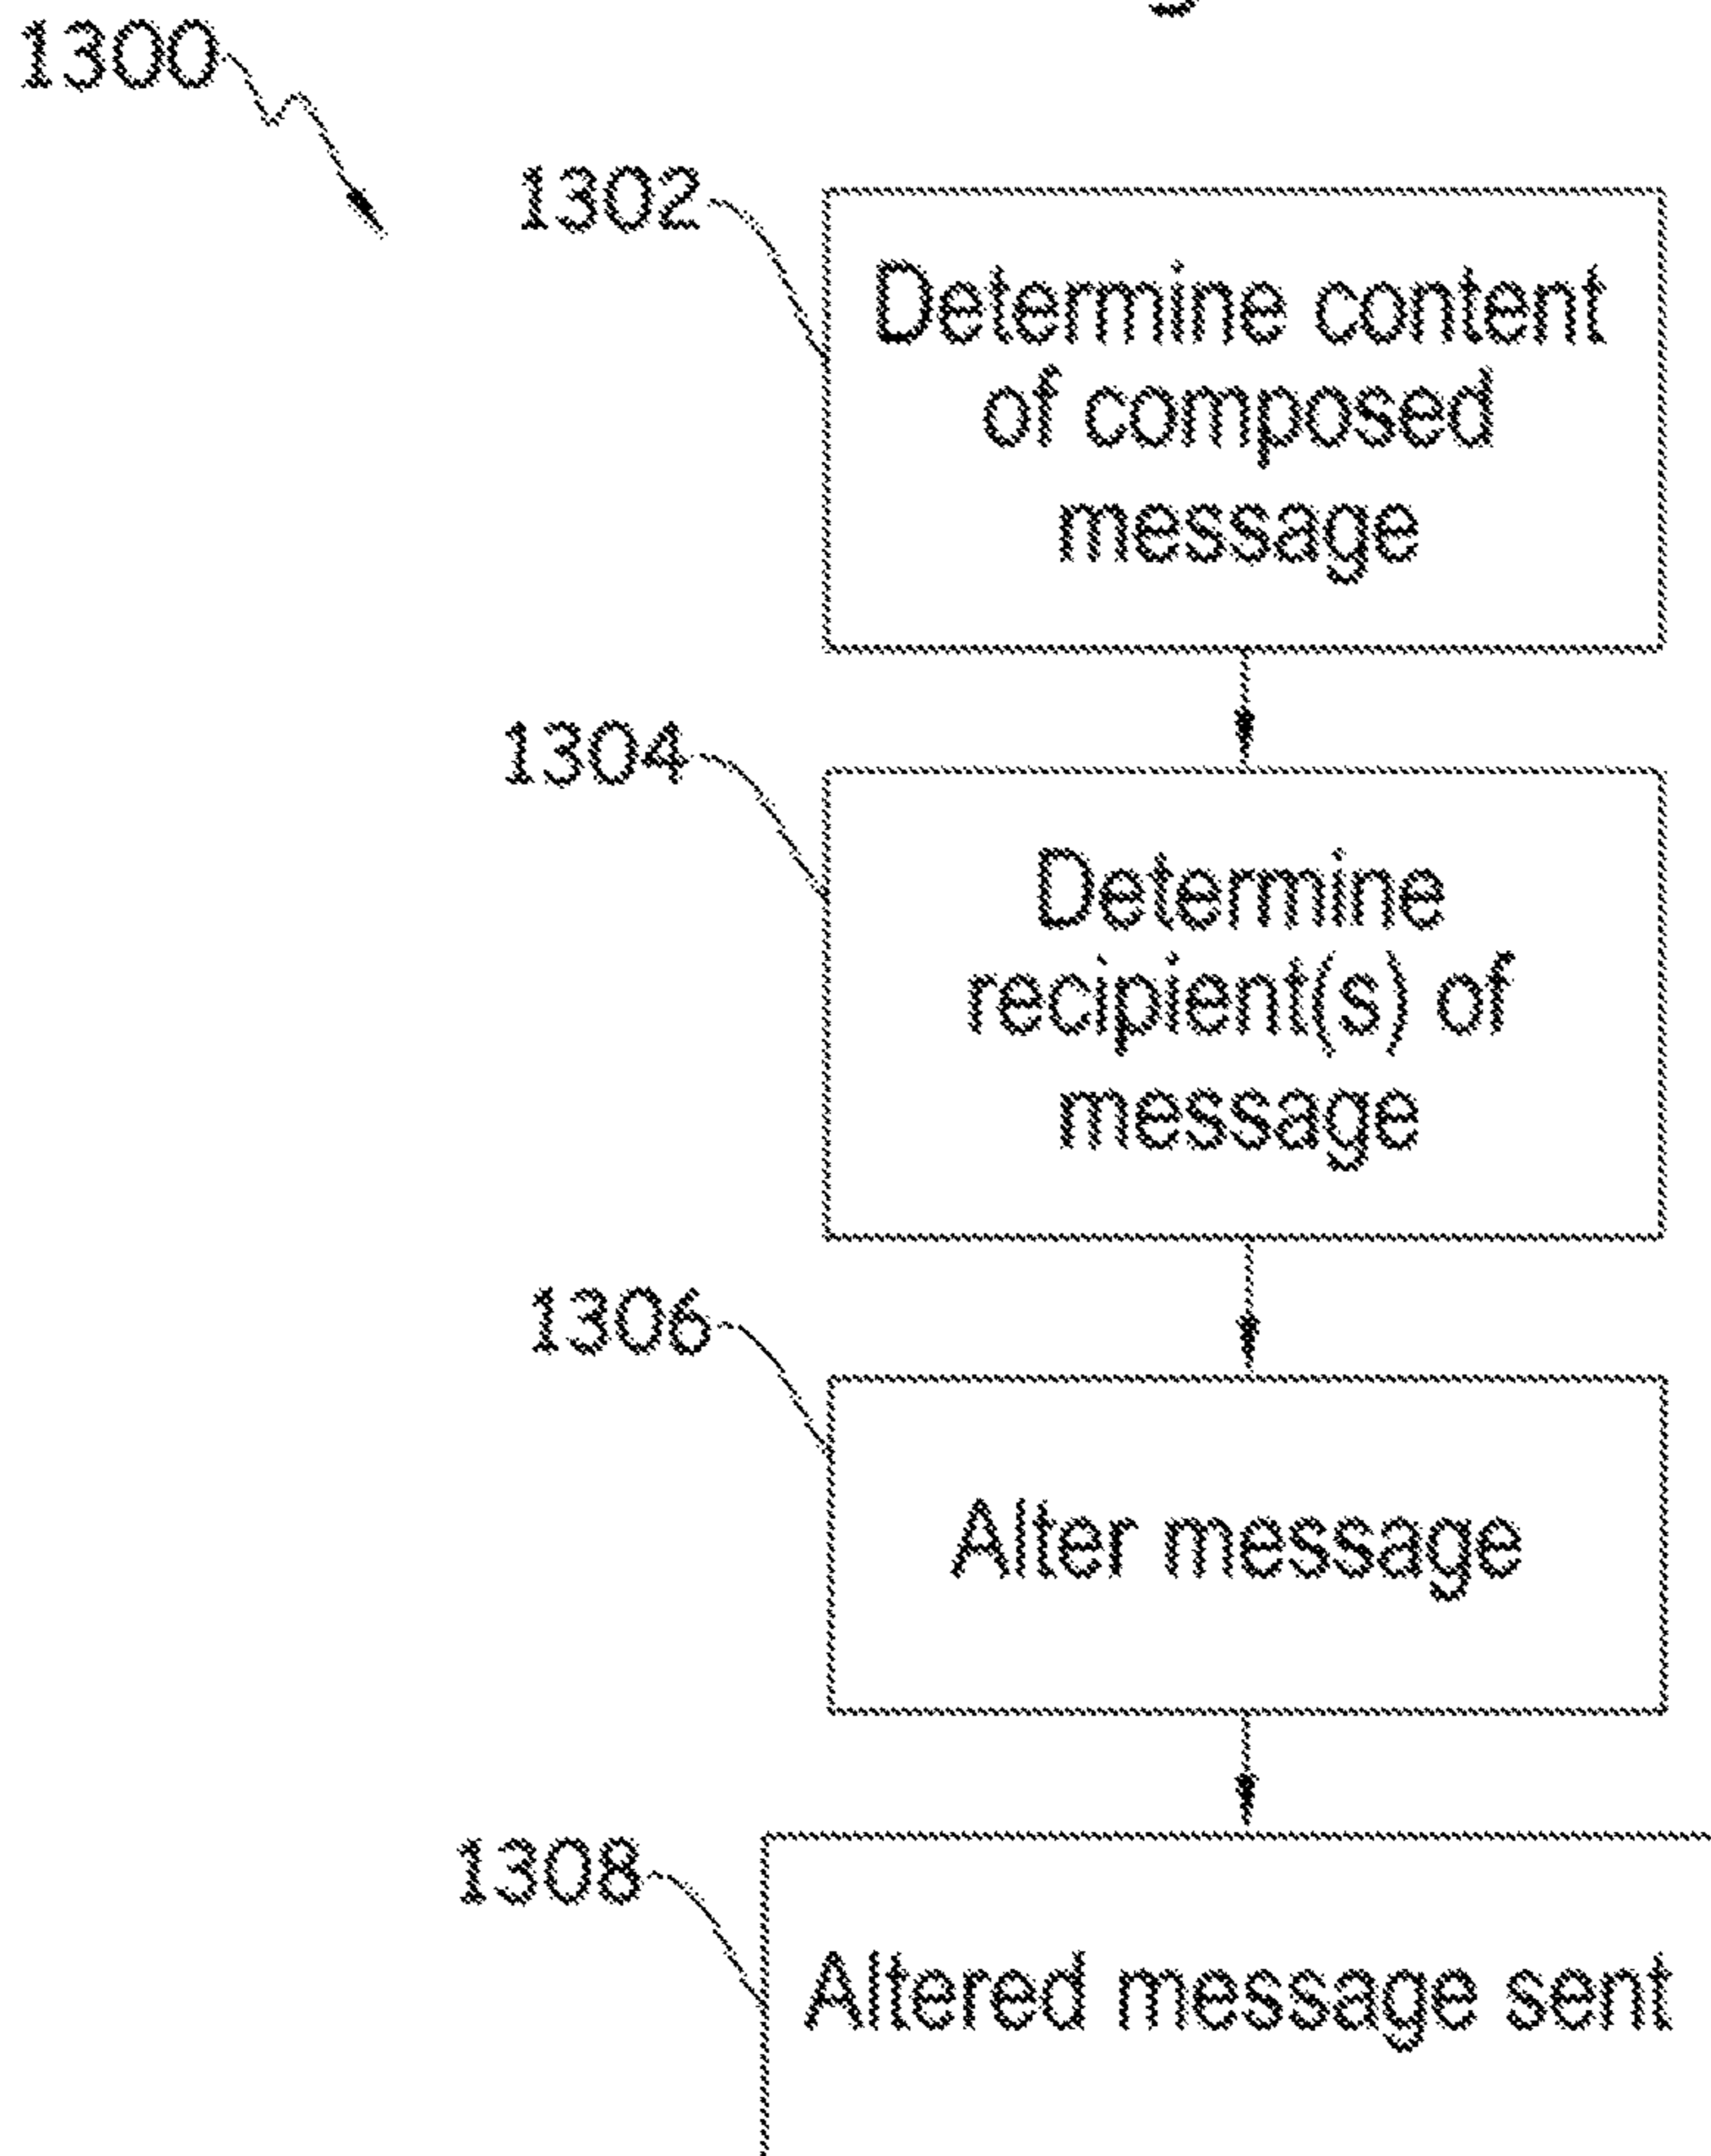 1300
1302
Determine content
of composed
message
1304
Determine
recipient(s) of
message
1306
Alter message
1308
Altered message sent